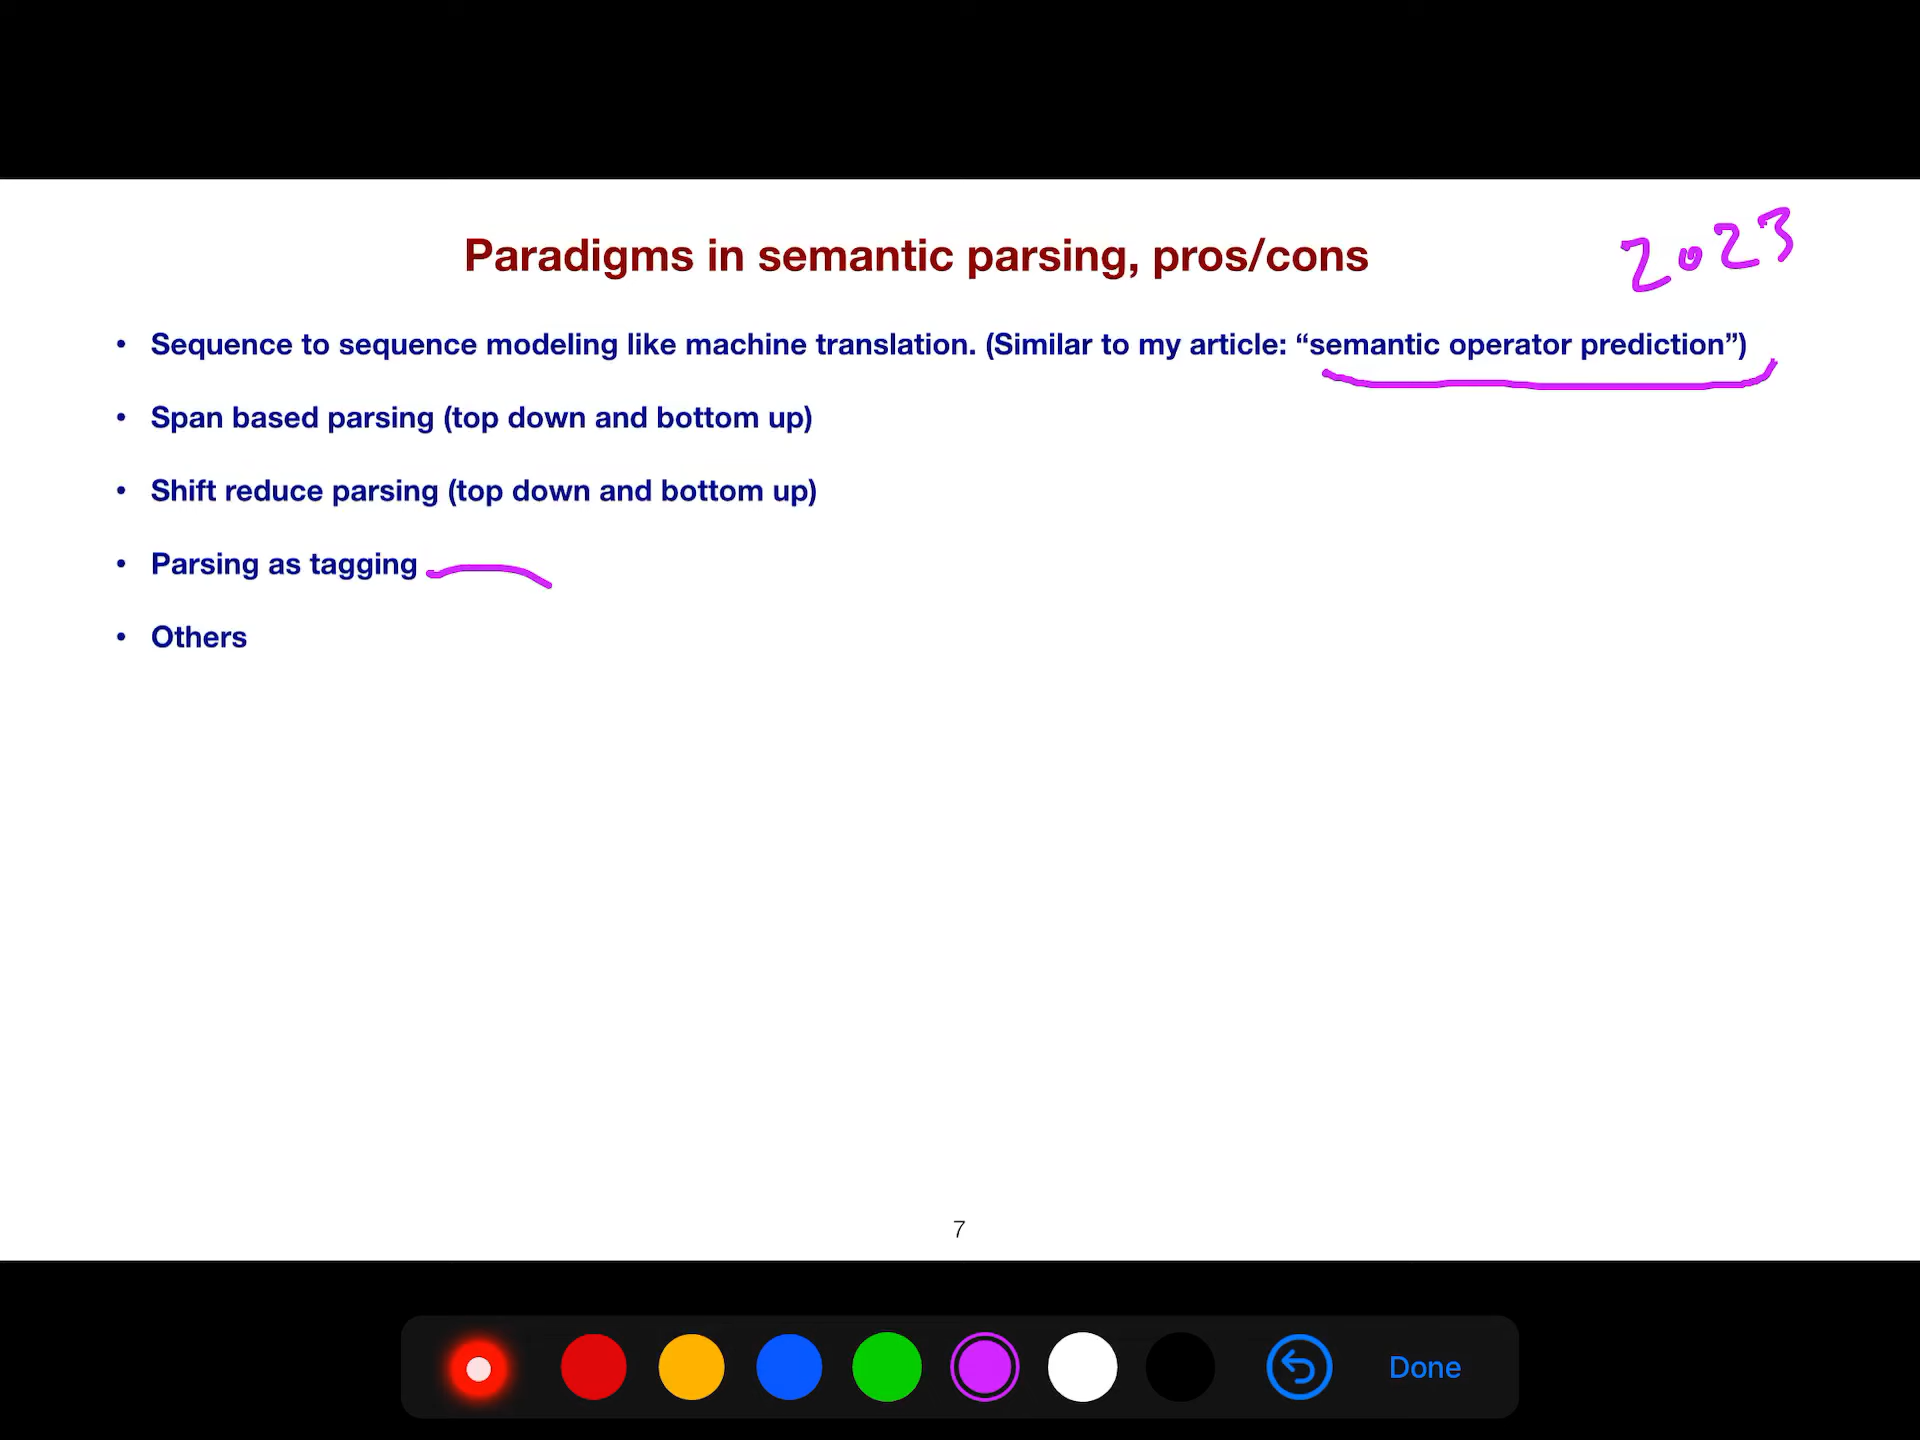 Paradigms in semantic parsing, pros/cons
2023
• Sequence to sequence modeling like machine translation. (Similar to my article: “semantic operator prediction”)
• Span based parsing (top down and bottom up)
• Shift reduce parsing (top down and bottom up)
• Parsing as tagging
• Others
7
Done